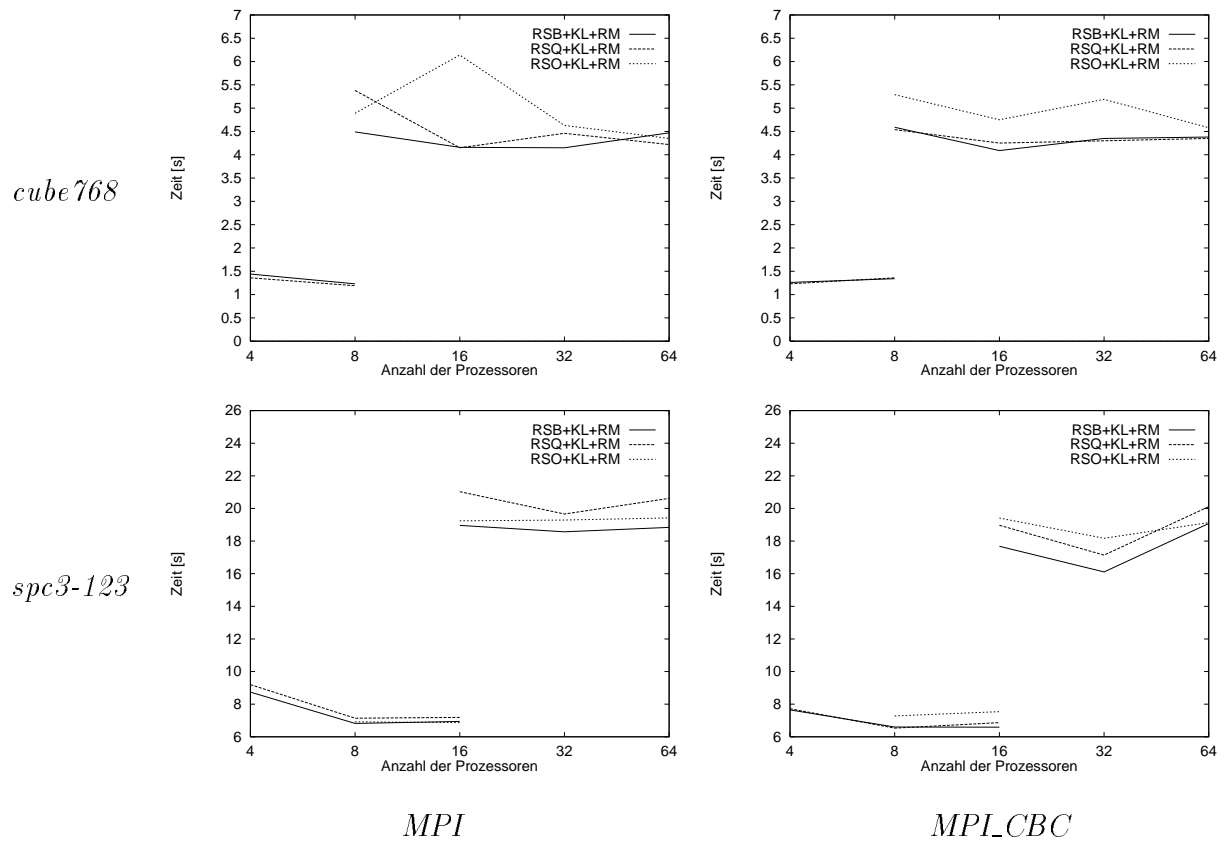 cube768
7
6.5
6
5.5
5
4.5
4
3.5
3
2.5
2
1.5
1
0.5
0
Zeit [s]
RSB+KL+RM
RSQ+KL+RM
RSO+KL+RM
4 8 16 32 64
Anzahl der Prozessoren
7
6.5
6
5.5
5
4.5
4
3.5
3
2.5
2
1.5
1
0.5
0
Zeit [s]
RSB+KL+RM
RSQ+KL+RM
RSO+KL+RM
4 8 16 32 64
Anzahl der Prozessoren
spc3-123
26
24
22
20
18
16
14
12
10
8
6
Zeit [s]
RSB+KL+RM
RSQ+KL+RM
RSO+KL+RM
4 8 16 32 64
Anzahl der Prozessoren
26
24
22
20
18
16
14
12
10
8
6
Zeit [s]
RSB+KL+RM
RSQ+KL+RM
RSO+KL+RM
4 8 16 32 64
Anzahl der Prozessoren
MPI
MPI_CBC